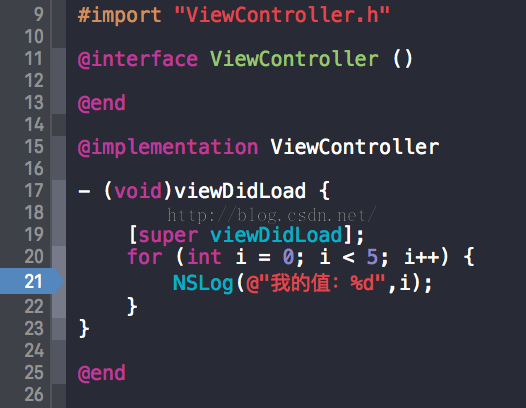 9 #import "ViewController.h"
10
11 @interface ViewController ()
12
13 @end
14
15 @implementation ViewController
16
17 - (void)viewDidLoad {
18 http://blog.csdn.net/
19 [super viewDidLoad];
20 for (int i = 0; i < 5; i++) {
21 NSLog(@"我的值：%d",i);
22 }
23 }
24
25 @end
26